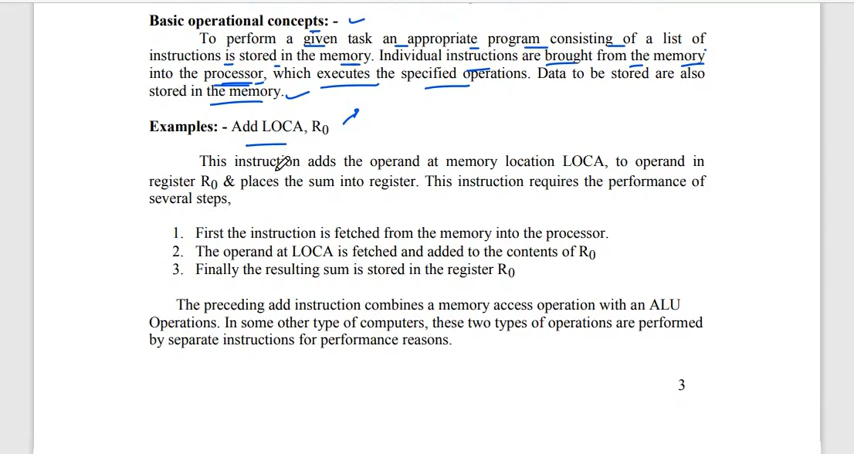 Basic operational concepts: -
To perform a given task an appropriate program consisting of a list of
instructions is stored in the memory. Individual instructions are brought from the memory
into the processor, which executes the specified operations. Data to be stored are also
stored in the memory.
Examples: - Add LOCA, R0
This instruction adds the operand at memory location LOCA, to operand in
register R0 & places the sum into register. This instruction requires the performance of
several steps,
1. First the instruction is fetched from the memory into the processor.
2. The operand at LOCA is fetched and added to the contents of R0
3. Finally the resulting sum is stored in the register R0
The preceding add instruction combines a memory access operation with an ALU
Operations. In some other type of computers, these two types of operations are performed
by separate instructions for performance reasons.
3